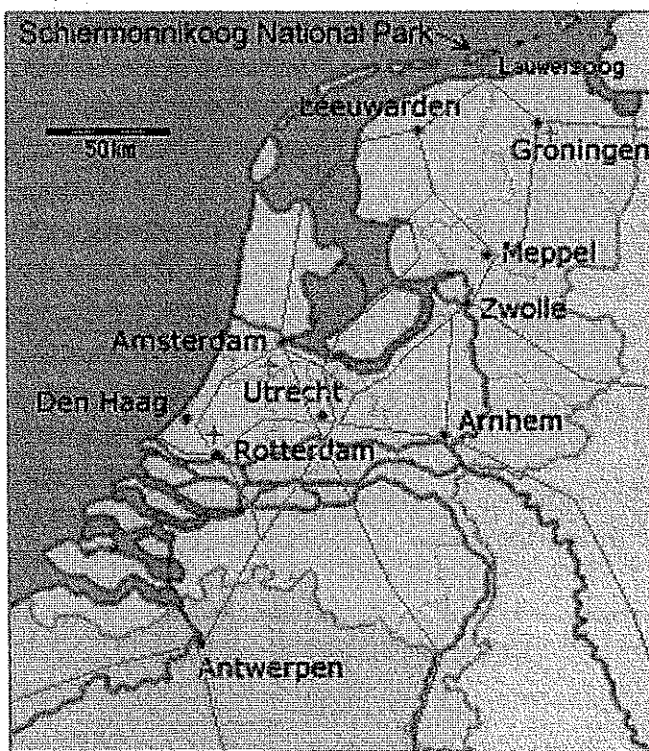 Schiermonnikoog National Park
Lauwersoog
Leeuwarden
Groningen
50km
Meppel
Zwolle
Amsterdam
Utrecht
Den Haag
Arnhem
Rotterdam
Antwerpen